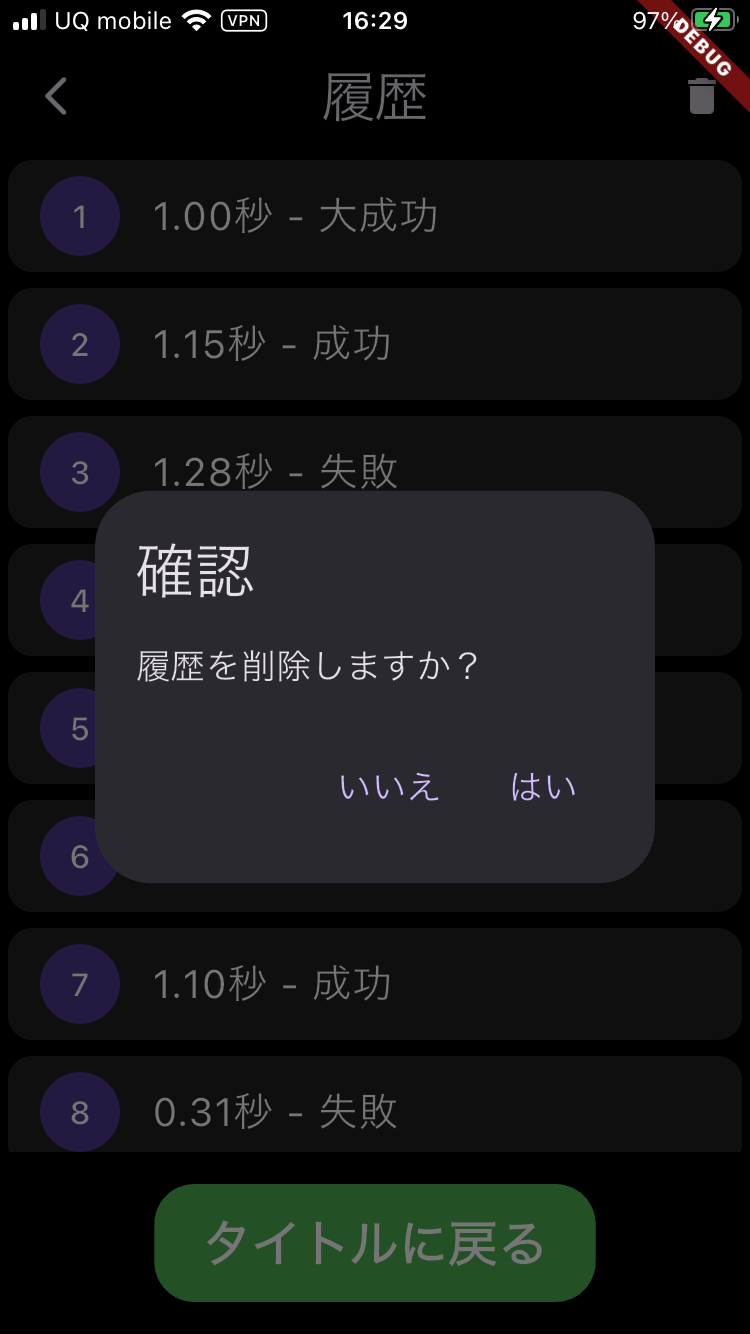 UQ mobile VPN 16:29 97%
DEBUG
履歴
1 1.00秒 - 大成功
2 1.15秒 - 成功
3 1.28秒 - 失敗
4
確認
5
履歴を削除しますか？
いいえ はい
6
7 1.10秒 - 成功
8 0.31秒 - 失敗
タイトルに戻る